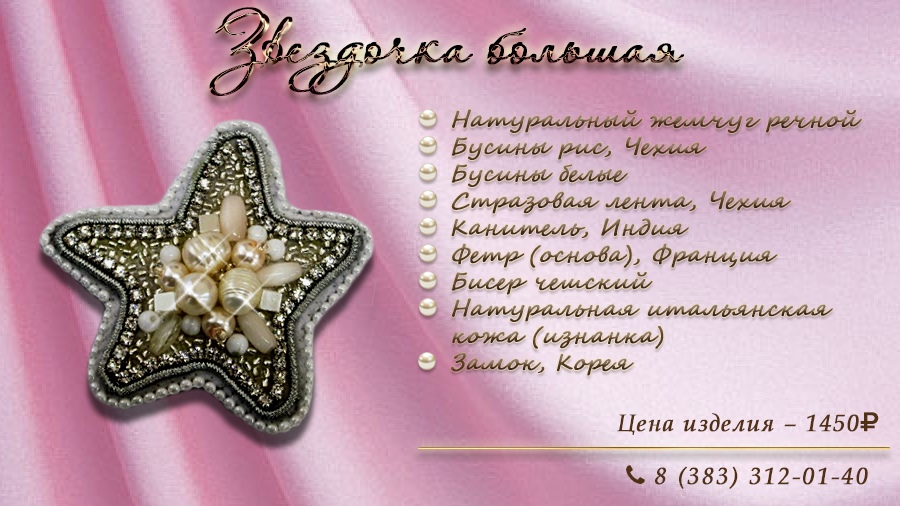 Звездочка большая
Натуральный жемчуг речной
Бусины рис, Чехия
Бусины белые
Стразовая лента, Чехия
Канитель, Индия
Фетр (основа), Франция
Бисер чешский
Натуральная итальянская
кожа (изнанка)
Замок, Корея
Цена изделия – 1450₽
8 (383) 312-01-40